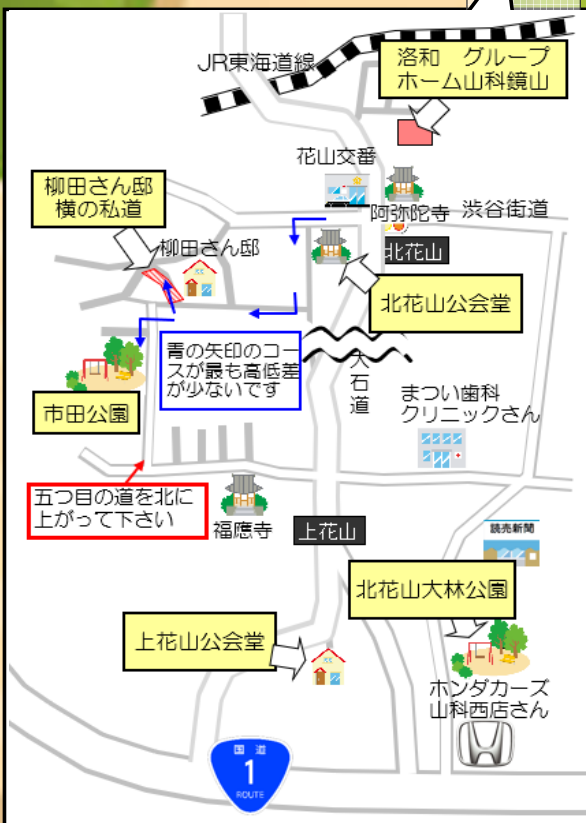 JR東海道線
洛和　グループ
ホーム山科鏡山
花山交番
柳田さん邸
横の私道
阿弥陀寺
渋谷街道
柳田さん邸
北花山
北花山公会堂
青の矢印のコー
スが最も高低差
が少ないです
大石道
市田公園
まつい歯科
クリニックさん
五つ目の道を北に
上がって下さい
福應寺
上花山
読売新聞
北花山大林公園
上花山公会堂
ホンダカーズ
山科西店さん
国道
1
ROUTE